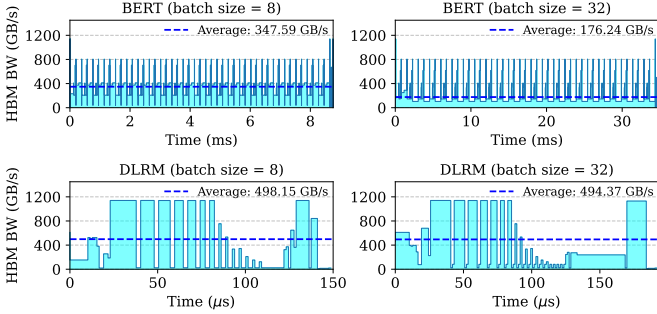 BERT (batch size = 8)
HBM BW (GB/s)
1200
800
400
0
Average: 347.59 GB/s
0 2 4 6 8
Time (ms)
BERT (batch size = 32)
1200
800
400
0
Average: 176.24 GB/s
0 10 20 30
Time (ms)
DLRM (batch size = 8)
HBM BW (GB/s)
1200
800
400
0
Average: 498.15 GB/s
0 50 100 150
Time (μs)
DLRM (batch size = 32)
1200
800
400
0
Average: 494.37 GB/s
0 50 100 150
Time (μs)